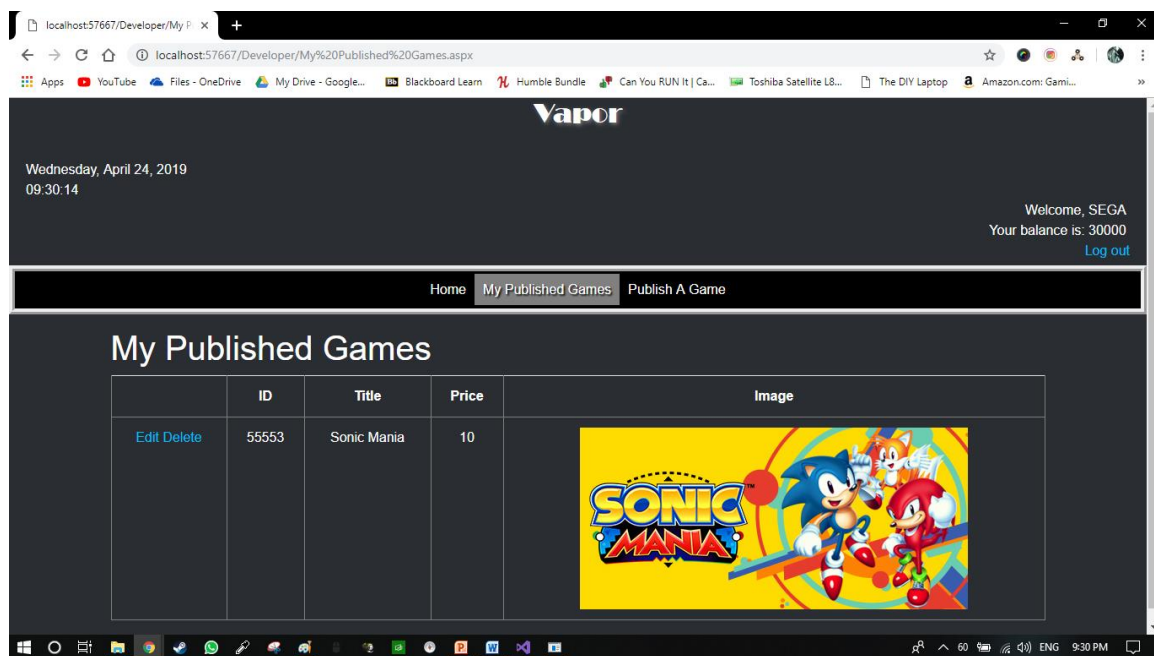 localhost:57667/Developer/My P
localhost:57667/Developer/My%20Published%20Games.aspx
Apps YouTube Files - OneDrive My Drive - Google... Blackboard Learn Humble Bundle Can You RUN It | Ca... Toshiba Satellite L8... The DIY Laptop Amazon.com: Gami... »
Vapor
Wednesday, April 24, 2019
09:30:14
Welcome, SEGA
Your balance is: 30000
Log out
Home My Published Games Publish A Game
My Published Games
ID Title Price Image
Edit Delete 55553 Sonic Mania 10
SONIC
MANIA
60 ENG 9:30 PM